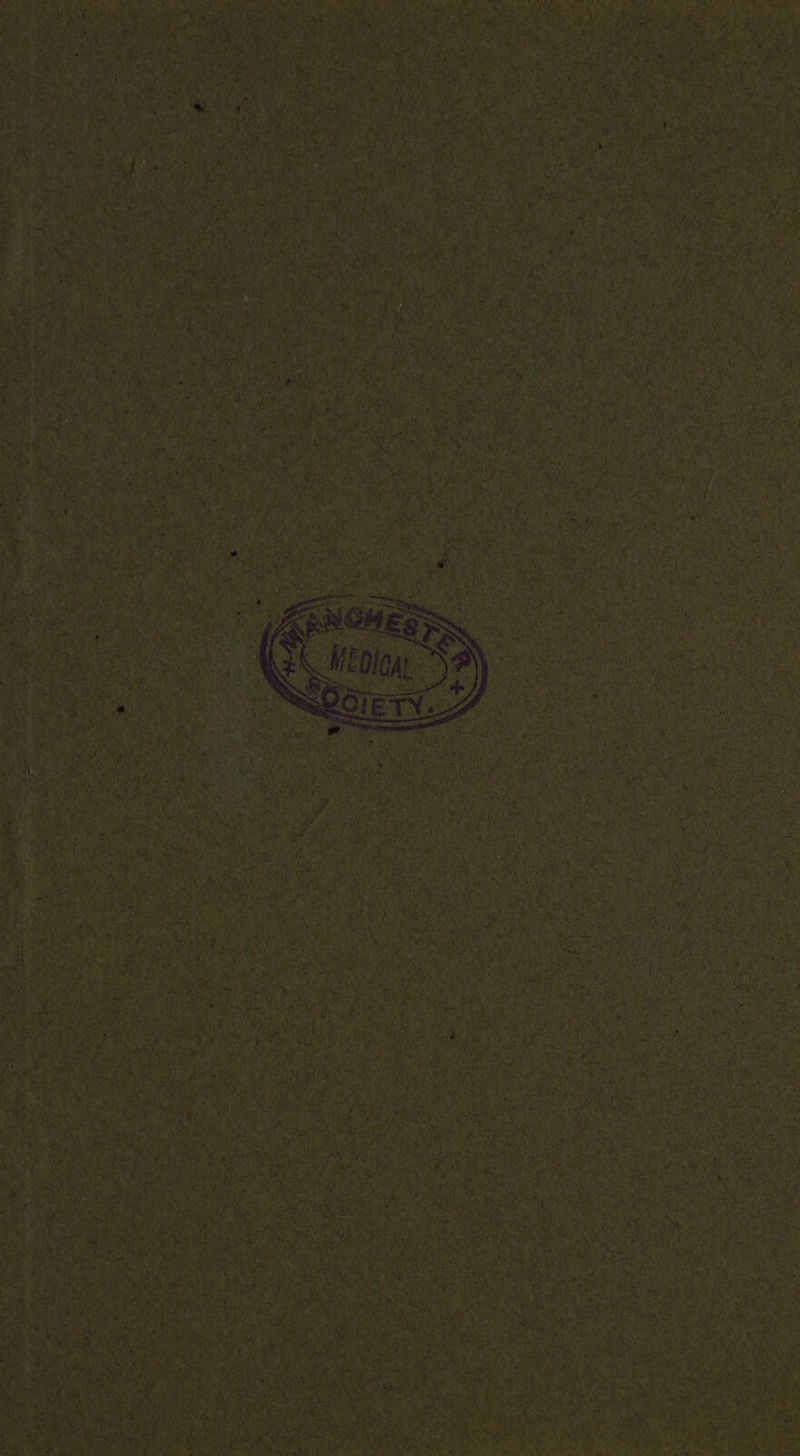 + MANCHESTER +
MEDICAL
SOCIETY.